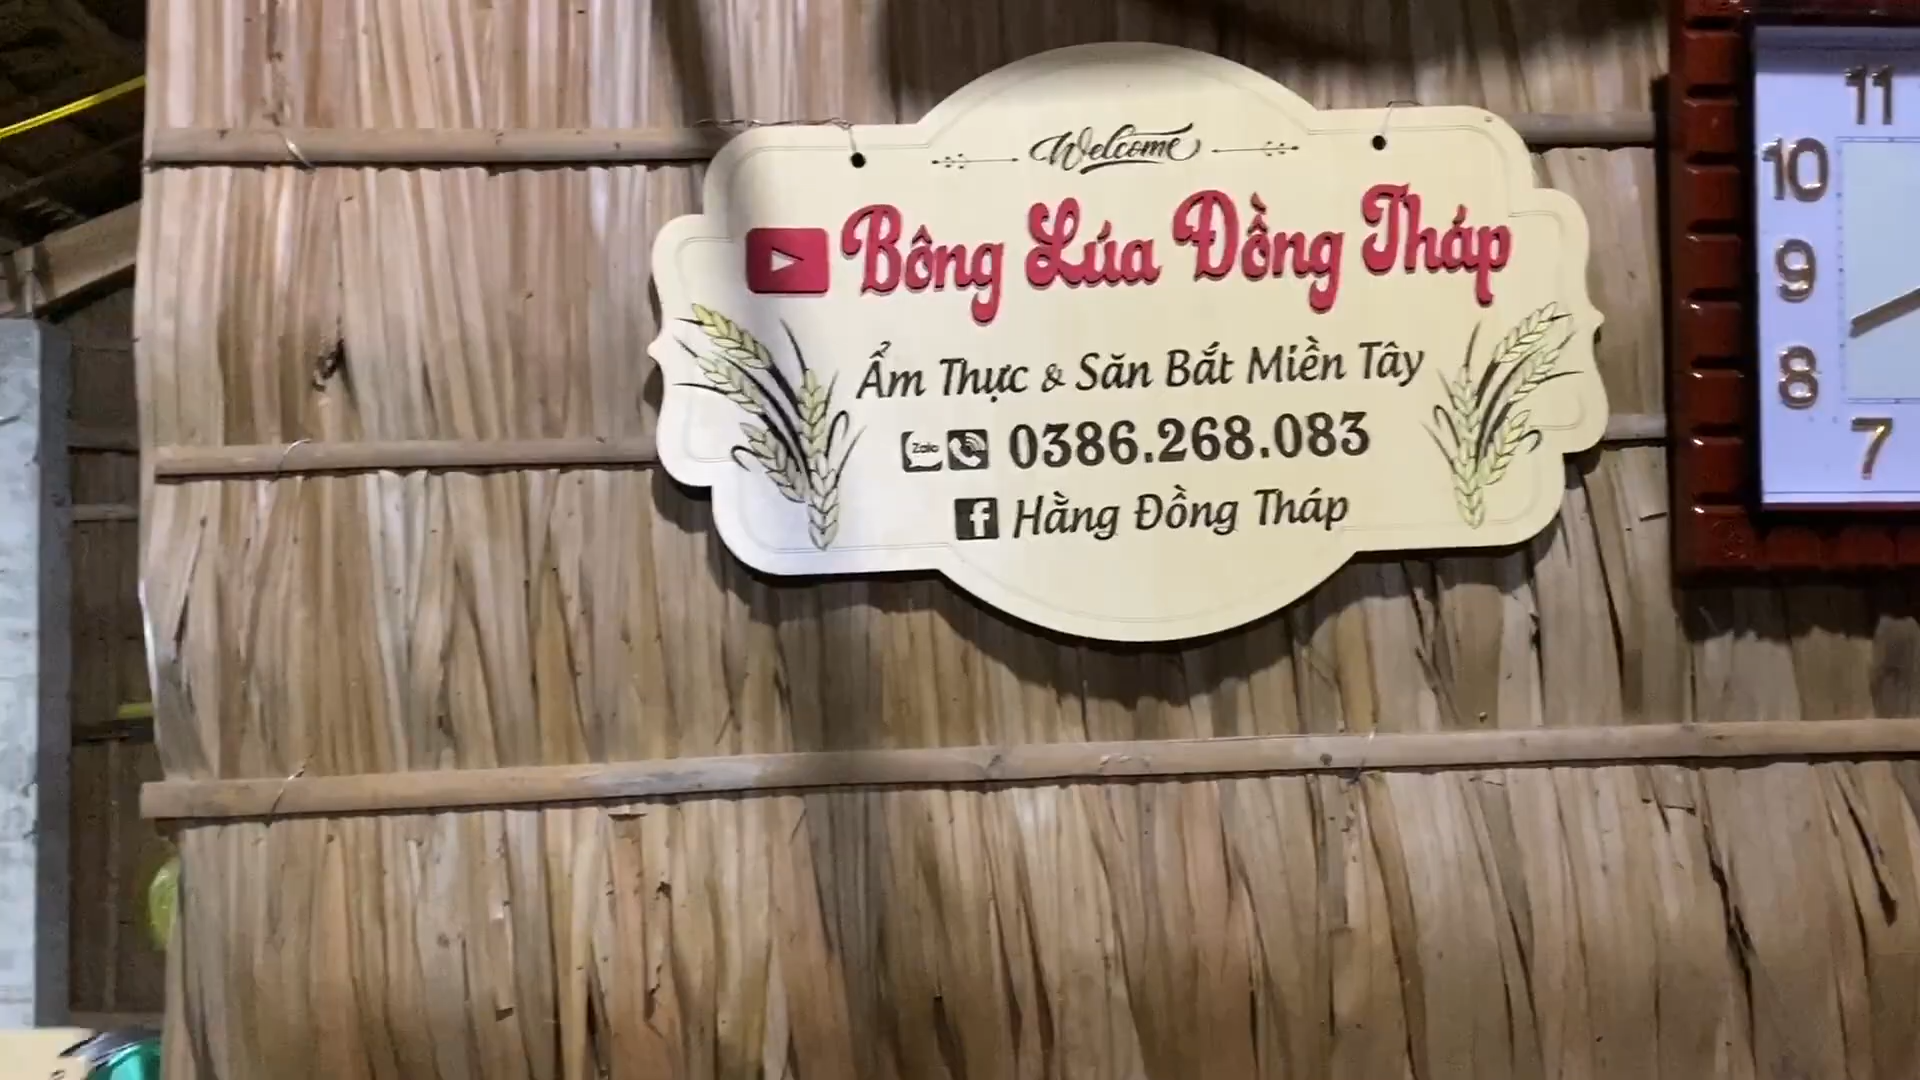 Welcome
Bông Lúa Đồng Tháp
Ẩm Thực & Săn Bắt Miền Tây
Zalo 0386.268.083
f Hằng Đồng Tháp
11
10
9
8
7